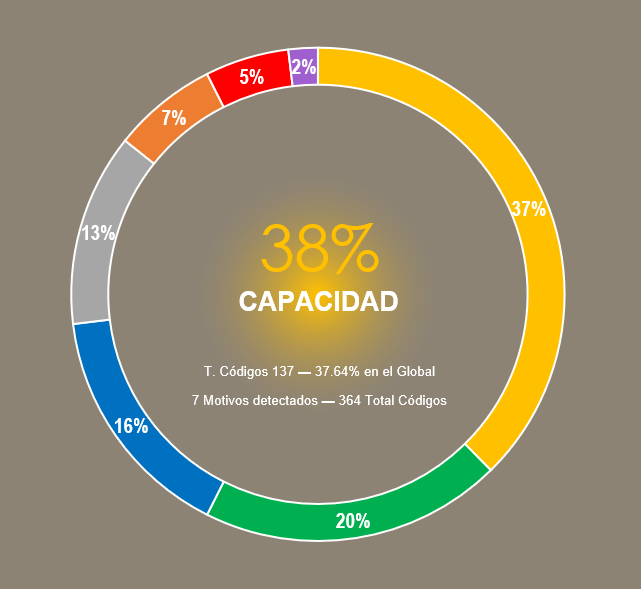 2%
5%
7%
37%
13%
38%
CAPACIDAD
T. Códigos 137 — 37.64% en el Global
7 Motivos detectados — 364 Total Códigos
16%
20%